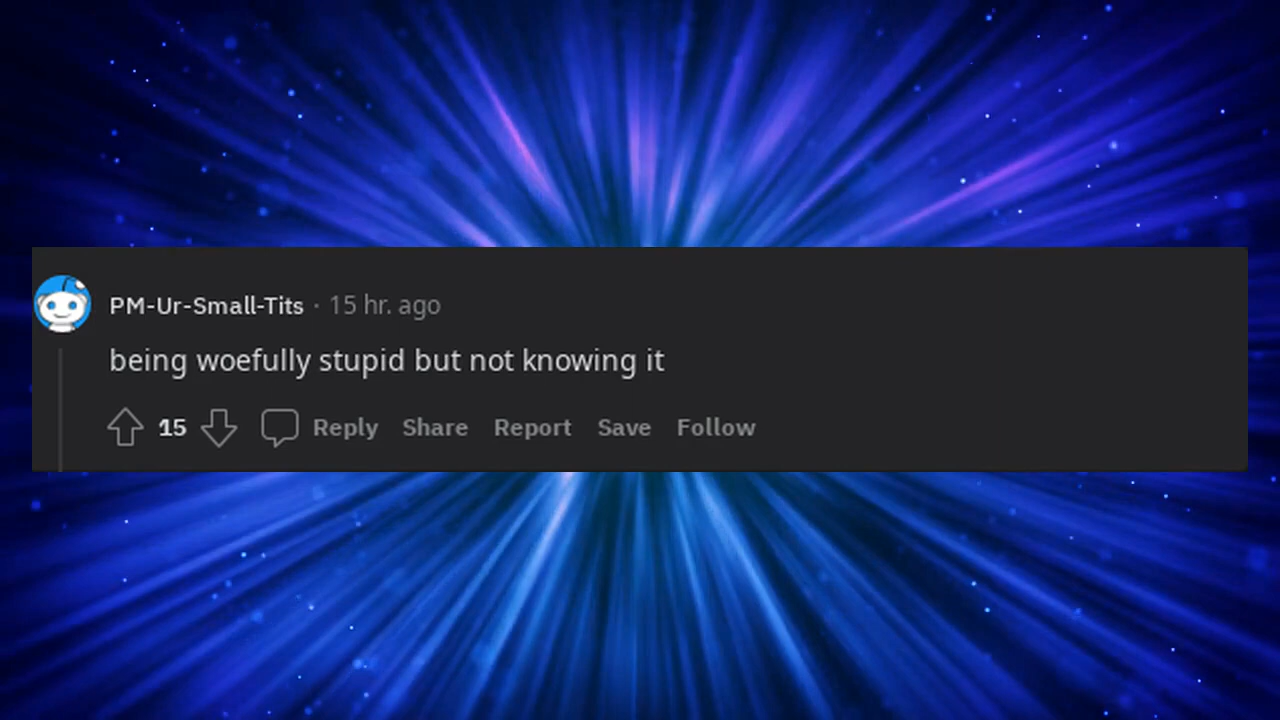 PM-Ur-Small-Tits · 15 hr. ago
being woefully stupid but not knowing it
15 Reply Share Report Save Follow